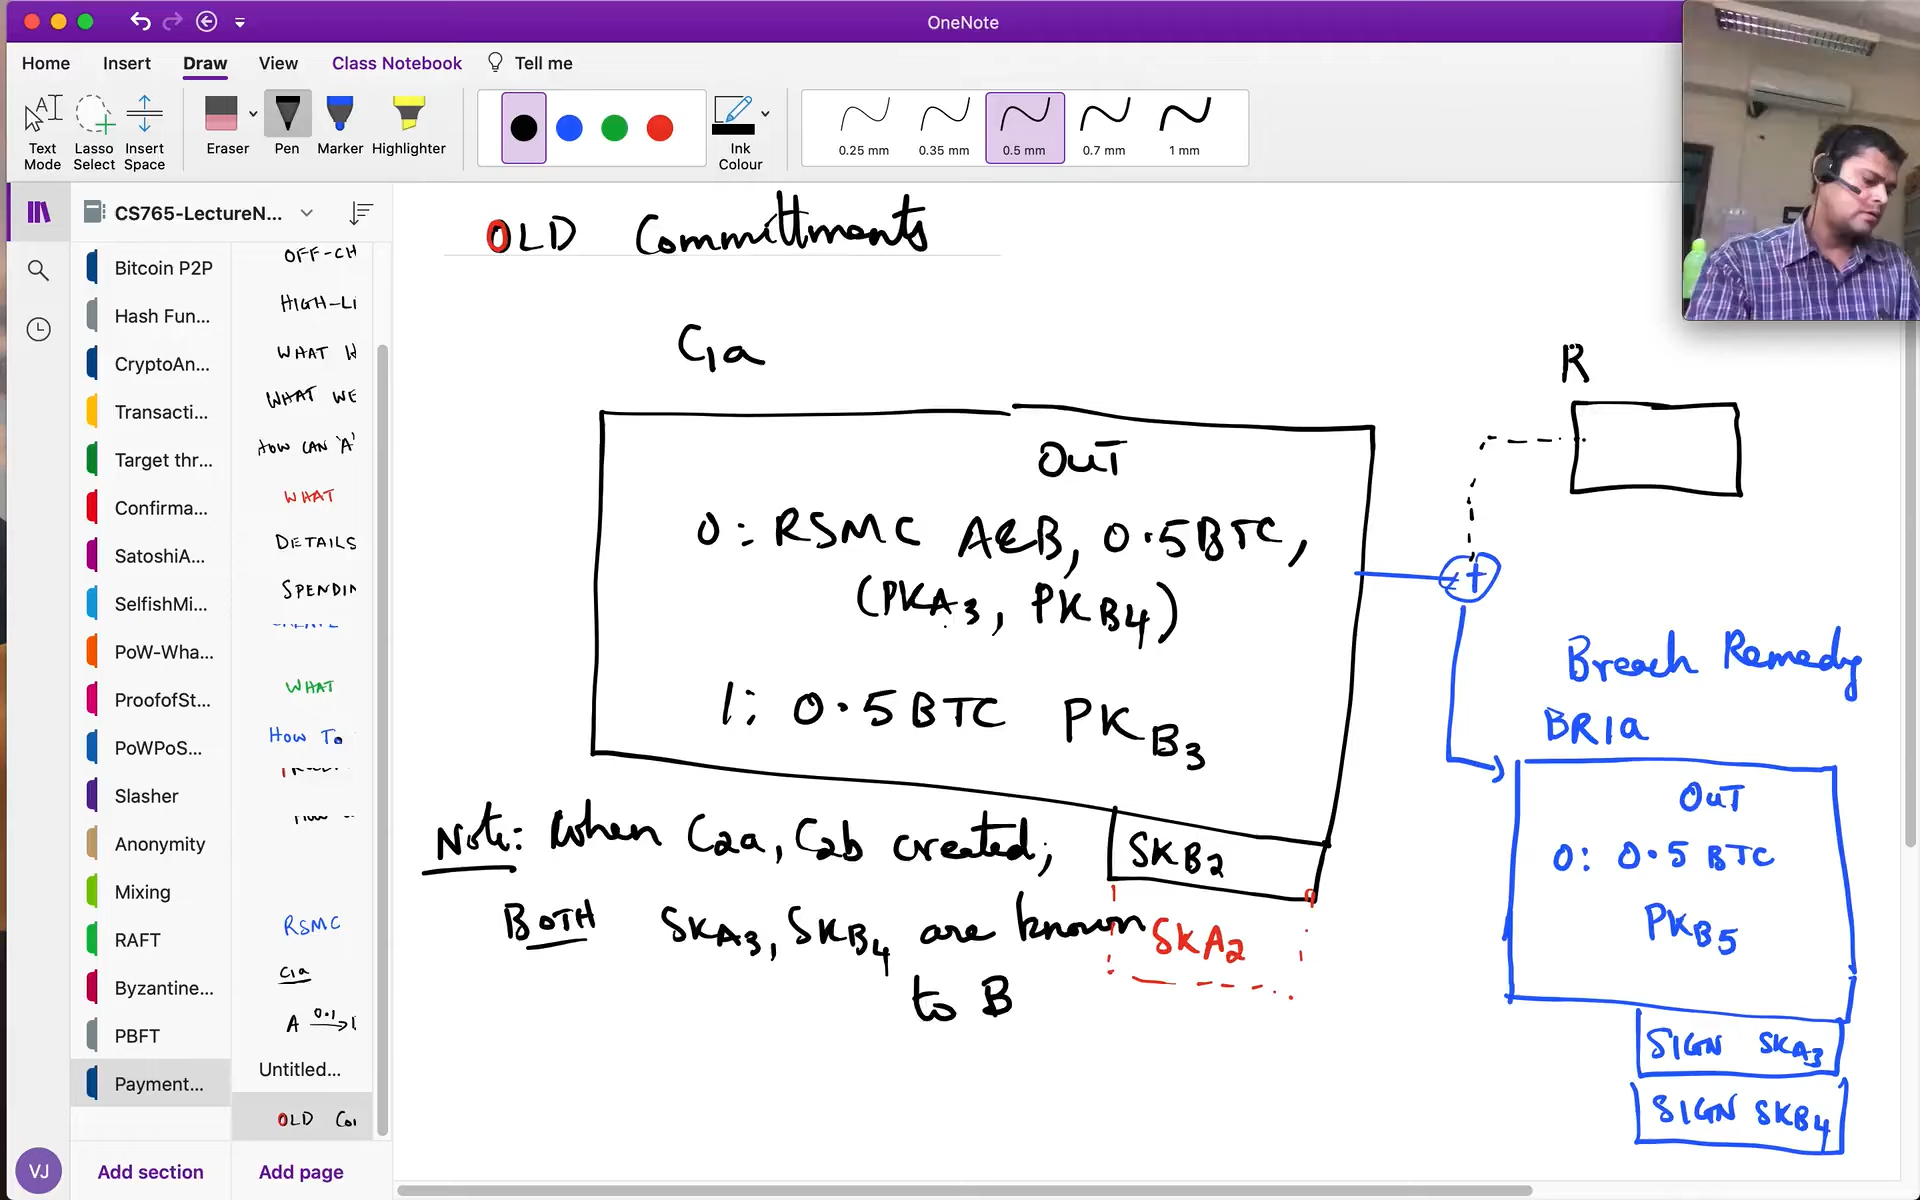 OneNote
Home Insert Draw View Class Notebook Tell me
Text Mode
Lasso Select
Insert Space
Eraser
Pen
Marker
Highlighter
Ink Colour
0.25 mm
0.35 mm
0.5 mm
0.7 mm
1 mm
CS765-LectureN...
Bitcoin P2P
Hash Fun...
CryptoAn...
Transacti...
Target thr...
Confirma...
SatoshiA...
SelfishMi...
PoW-Wha...
ProofofSt...
PoWPoS...
Slasher
Anonymity
Mixing
RAFT
Byzantine...
PBFT
Payment...
VJ
Add section
OFF-CH
HIGH-LI
WHAT H
WHAT WE
HOW CAN 'A'
WHAT
DETAILS
SPENDIN
WHAT
HOW TO
RSMC
C1a
A 0.1
Untitled...
OLD Co
Add page
OLD Committments
C1a
OUT
0: RSMC A&B, 0.5BTC,
(PKA3, PKB4)
1: 0.5BTC PKB3
SKB2
SKA2
Note: When C2a, C2b created;
BOTH SKA3, SKB4 are known
to B
R
+
Breach Remedy
BR1a
OUT
0: 0.5 BTC
PKB5
SIGN SKA3
SIGN SKB4